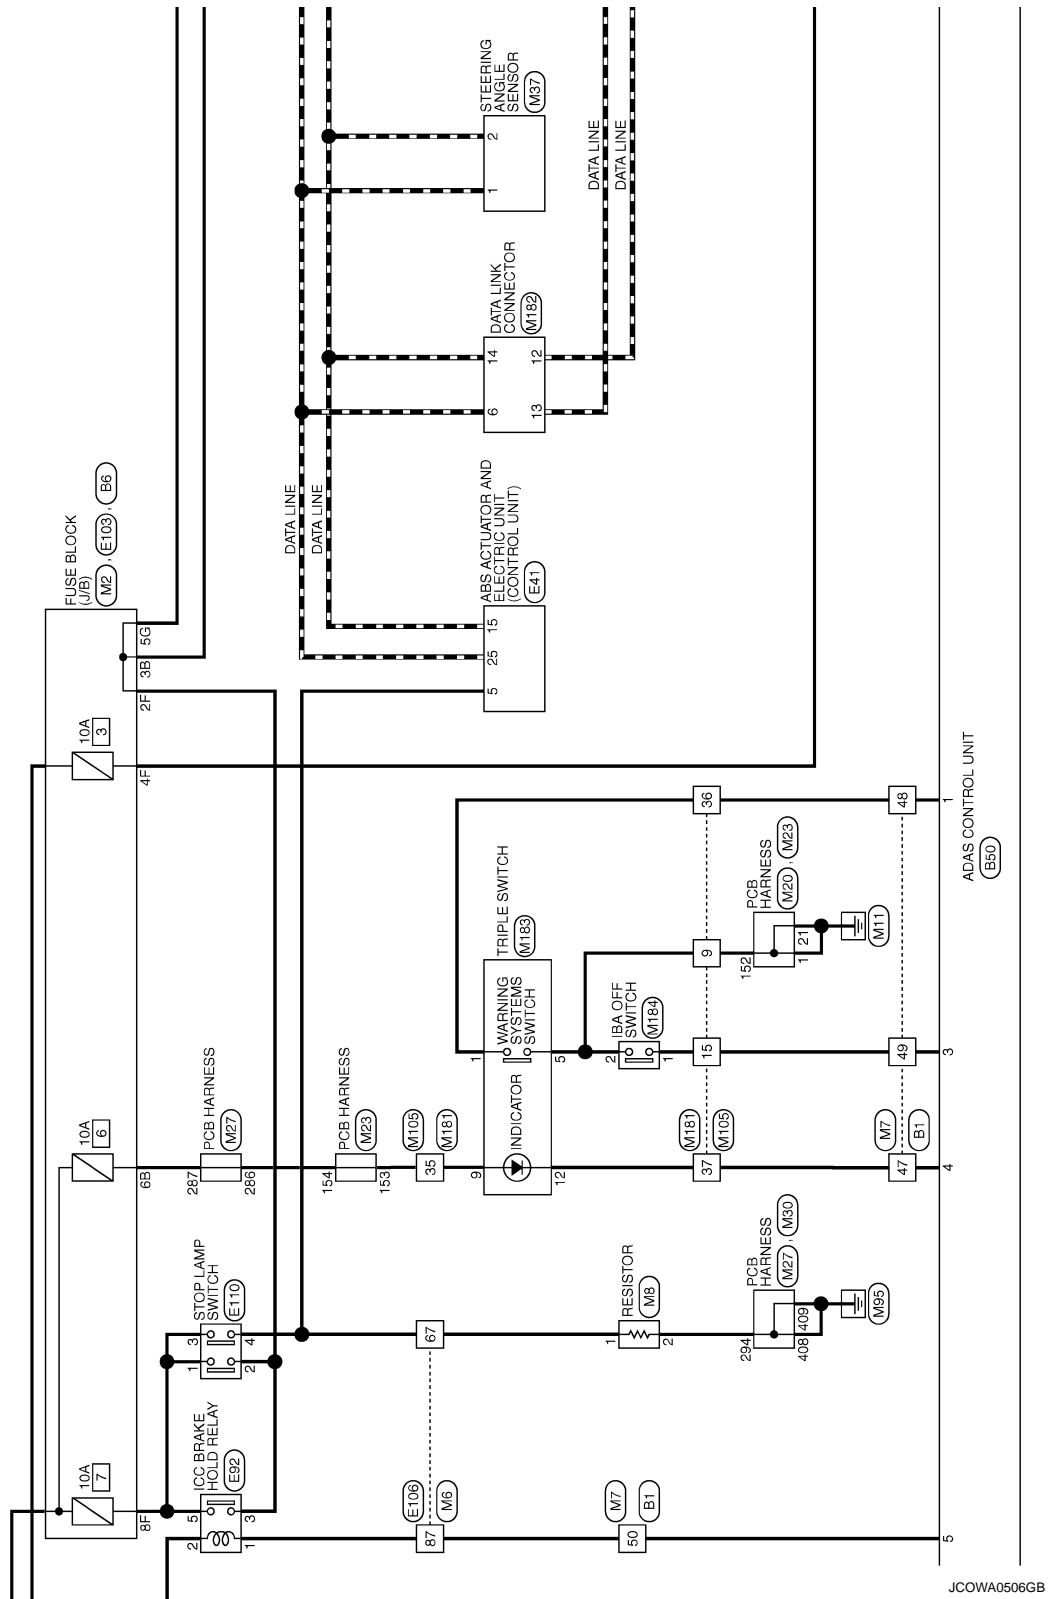 FUSE BLOCK
(J/B)
M2 , E103 , B6
10A
7
10A
6
10A
3
8F
6B
4F
2F
3B
5G
ICC BRAKE
HOLD RELAY
E92
2
5
1
3
STOP LAMP
SWITCH
E110
1
3
2
4
PCB HARNESS
M27
287
286
PCB HARNESS
M23
154
153
M105
M181
35
E106
M6
87
67
TRIPLE SWITCH
M183
INDICATOR
WARNING
SYSTEMS
SWITCH
9
12
1
5
IBA OFF
SWITCH
M184
2
1
RESISTOR
M8
1
2
M7
B1
50
M181
M105
37
15
9
36
PCB
HARNESS
M27 , M30
294
408
409
M95
PCB
HARNESS
M20 , M23
152
1
21
M11
M7
B1
47
49
48
5
4
3
1
ADAS CONTROL UNIT
B50
DATA LINE
DATA LINE
ABS ACTUATOR AND
ELECTRIC UNIT
(CONTROL UNIT)
E41
5
25
15
DATA LINK
CONNECTOR
M182
6
14
13
12
STEERING
ANGLE
SENSOR
M37
1
2
DATA LINE
DATA LINE
JCOWA0506GB